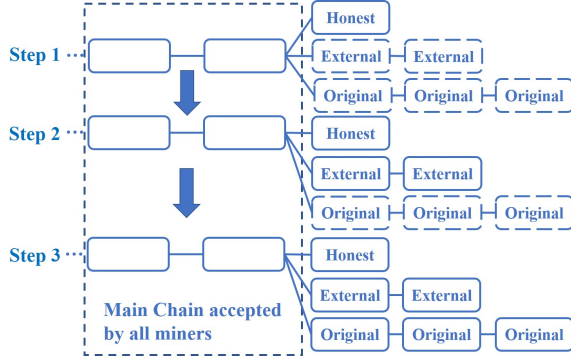 Honest
Step 1 ··· External External
Original Original Original
Step 2 ··· Honest
External External
Original Original Original
Step 3 ··· Honest
External External
Main Chain accepted
by all miners
Original Original Original